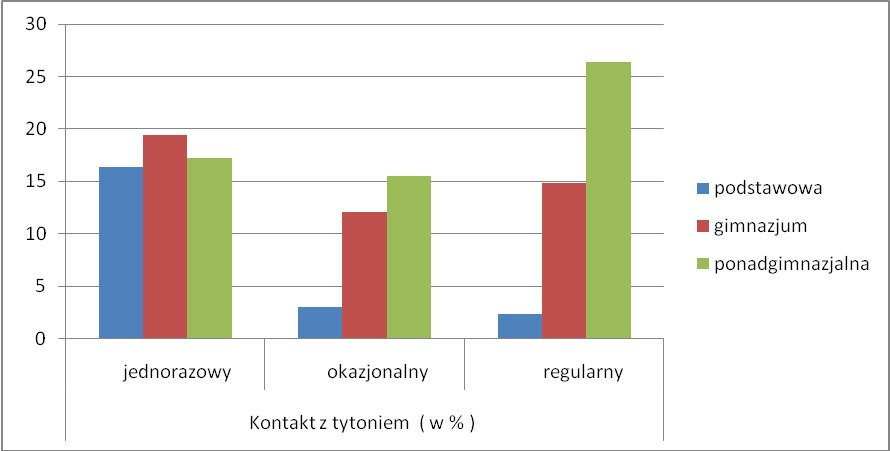 30
25
20
15
10
5
0
jednorazowy okazjonalny regularny
Kontakt z tytoniem ( w % )
podstawowa
gimnazjum
ponadgimnazjalna